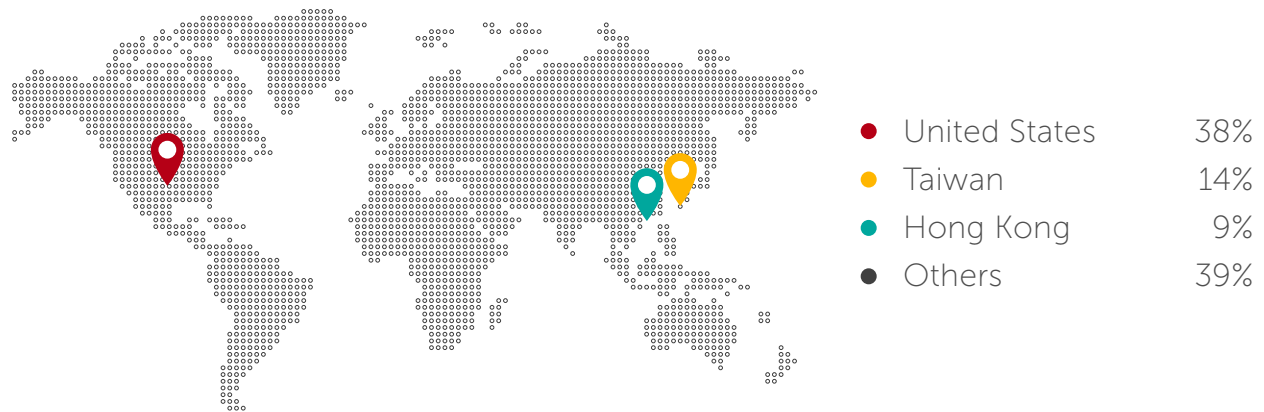 United States 38%
Taiwan 14%
Hong Kong 9%
Others 39%